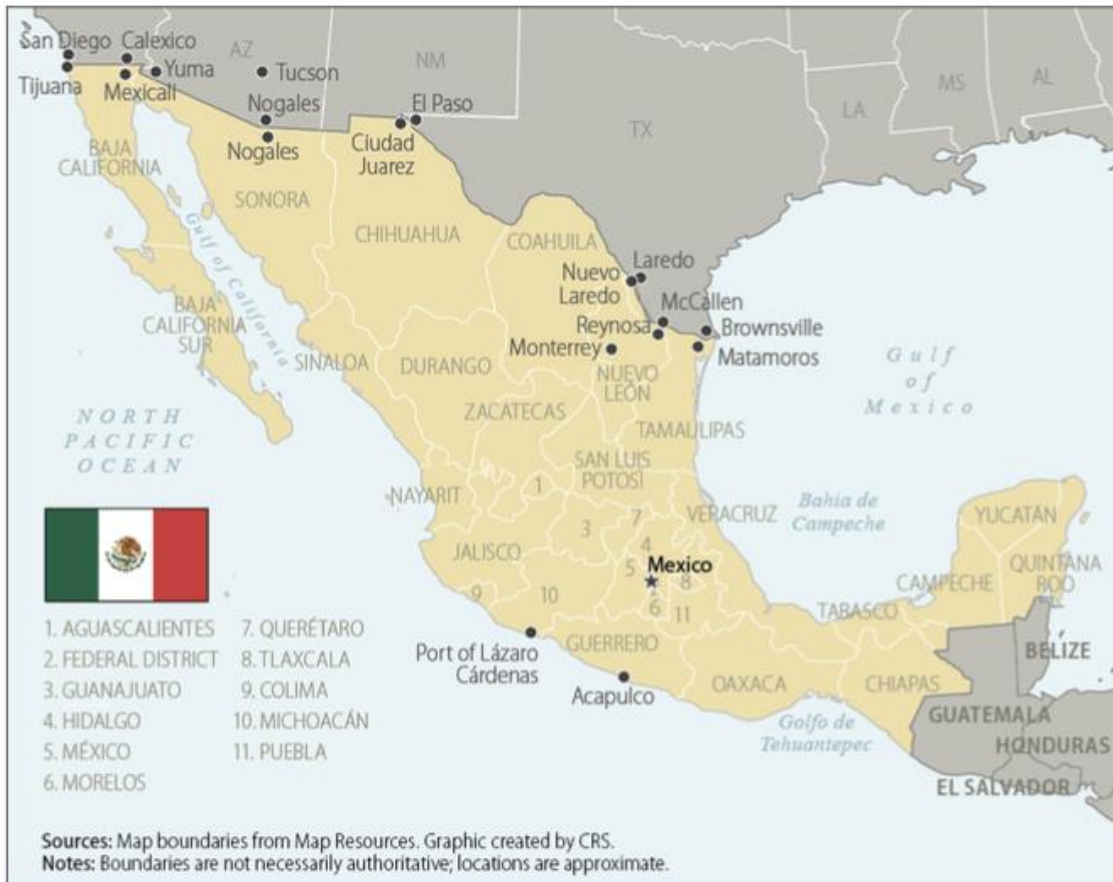 San Diego
Calexico
AZ
NM
Yuma
Tucson
Tijuana
Mexicali
Nogales
El Paso
MS
AL
LA
TX
Nogales
Ciudad
Juarez
BAJA
CALIFORNIA
SONORA
CHIHUAHUA
COAHUILA
Gulf of California
Laredo
Nuevo
Laredo
McCallen
BAJA
CALIFORNIA
SUR
Reynosa
Brownsville
Monterrey
Matamoros
SINALOA
DURANGO
NUEVO
LEÓN
Gulf
of
Mexico
ZACATECAS
NORTH
PACIFIC
OCEAN
TAMAULIPAS
SAN LUIS
POTOSÌ
NAYARIT
1
VERACRUZ
Bahia de
Campeche
YUCATÁN
3
7
4
JALISCO
Mexico
5
8
QUINTANA
ROO
CAMPECHE
9
10
2
6
11
TABASCO
1. AGUASCALIENTES
2. FEDERAL DISTRICT
3. GUANAJUATO
4. HIDALGO
5. MÉXICO
6. MORELOS
7. QUERÉTARO
8. TLAXCALA
9. COLIMA
10. MICHOACÁN
11. PUEBLA
Port of Lázaro
Cárdenas
GUERRERO
Acapulco
OAXACA
CHIAPAS
Golfo de
Tehuantepec
BELÍZE
GUATEMALA
HONDURAS
EL SALVADOR
Sources: Map boundaries from Map Resources. Graphic created by CRS.
Notes: Boundaries are not necessarily authoritative; locations are approximate.